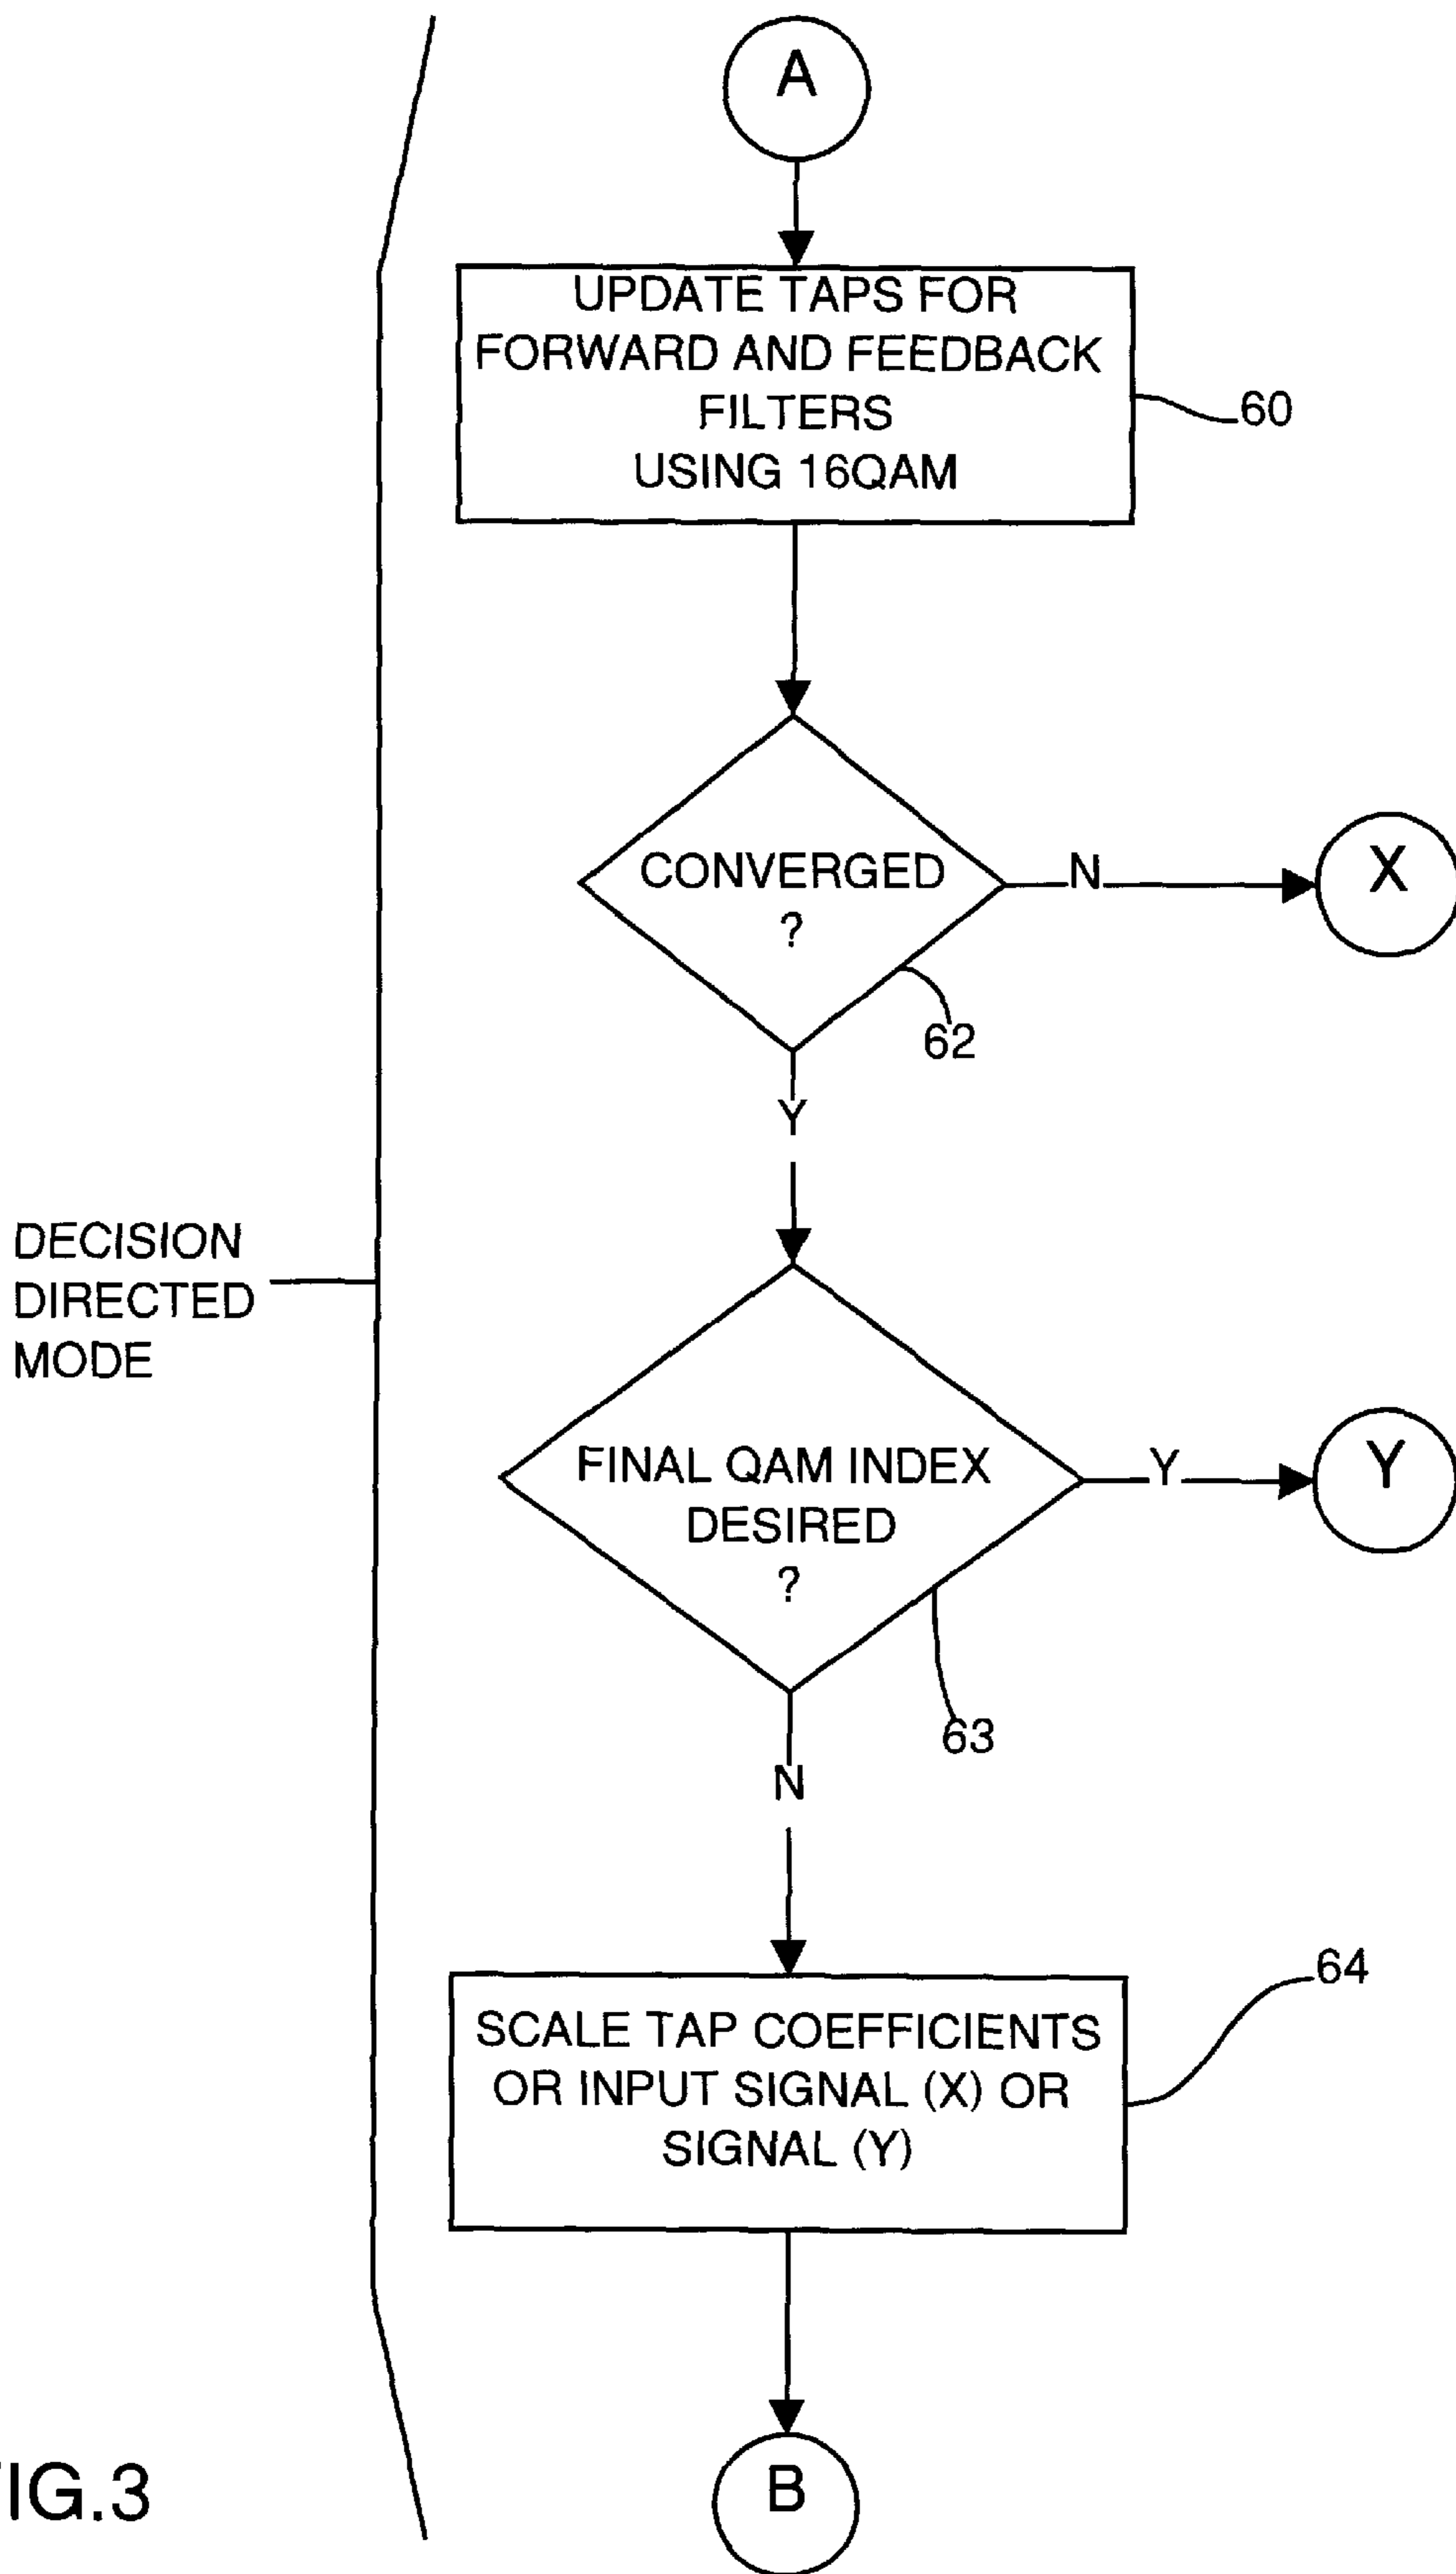 A
UPDATE TAPS FOR
FORWARD AND FEEDBACK
FILTERS
USING 16QAM
60
CONVERGED
?
N
X
62
Y
DECISION
DIRECTED
MODE
FINAL QAM INDEX
DESIRED
?
Y
Y
63
N
64
SCALE TAP COEFFICIENTS
OR INPUT SIGNAL (X) OR
SIGNAL (Y)
B
FIG.3